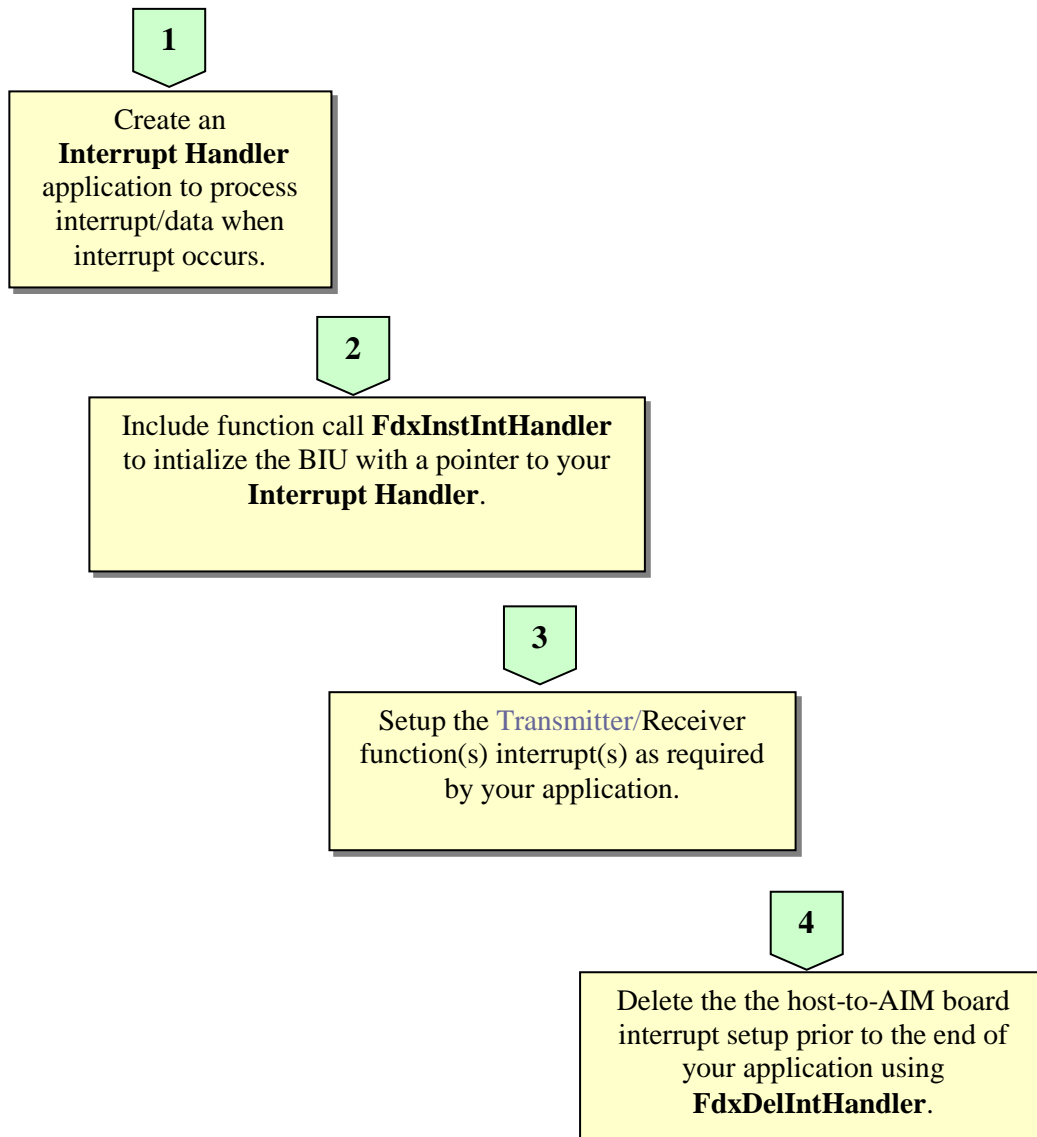 1
Create an
Interrupt Handler
application to process
interrupt/data when
interrupt occurs.
2
Include function call FdxInstIntHandler
to intialize the BIU with a pointer to your
Interrupt Handler.
3
Setup the Transmitter/Receiver
function(s) interrupt(s) as required
by your application.
4
Delete the the host-to-AIM board
interrupt setup prior to the end of
your application using
FdxDelIntHandler.